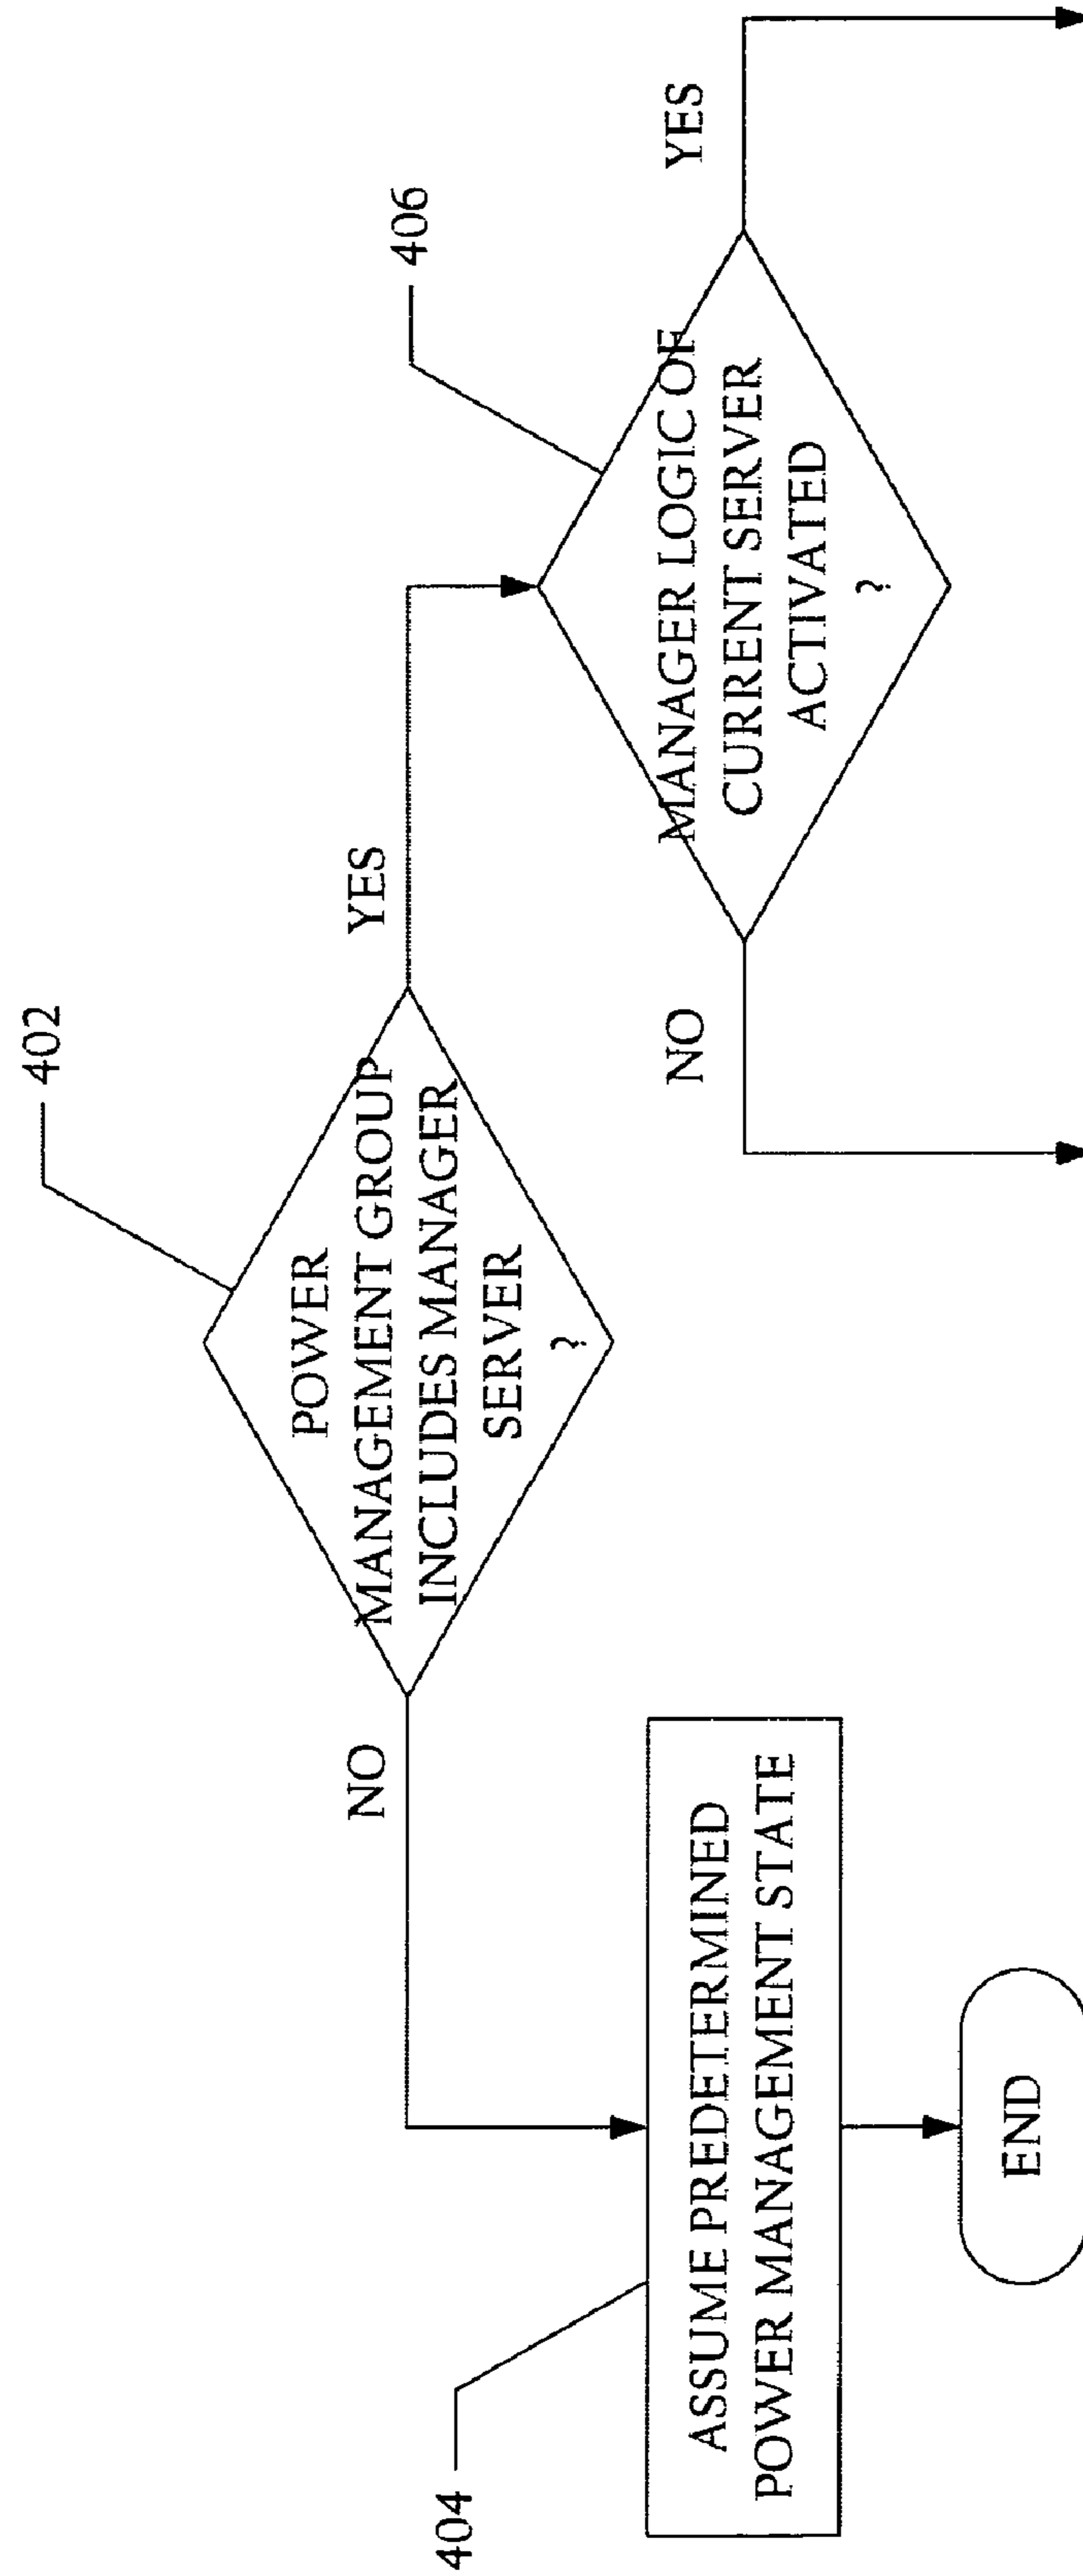 402
POWER
MANAGEMENT GROUP
INCLUDES MANAGER
SERVER
?
NO
YES
404
ASSUME PREDETERMINED
POWER MANAGEMENT STATE
END
406
MANAGER LOGIC OF
CURRENT SERVER
ACTIVATED
?
NO
YES